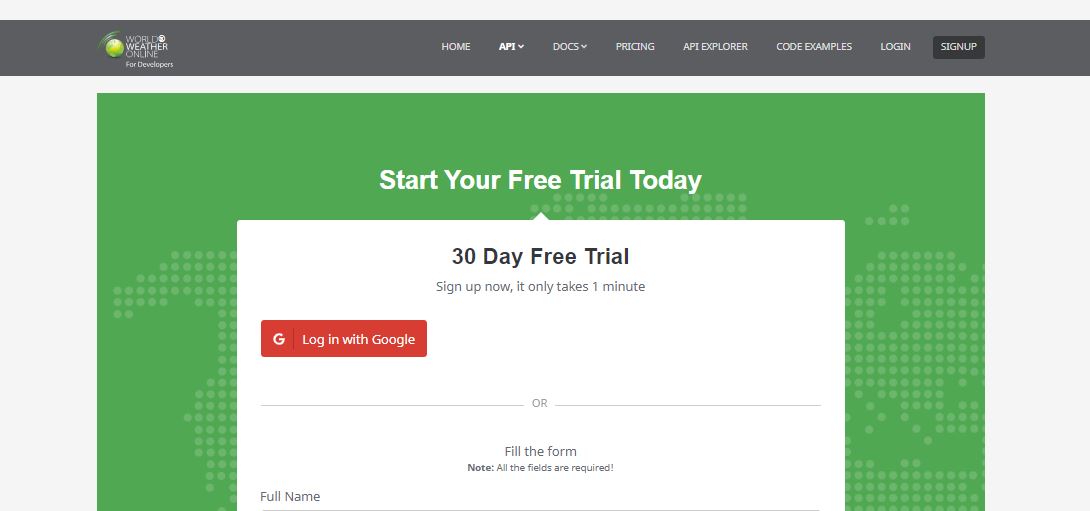 WORLD
WEATHER
ONLINE
For Developers
HOME API DOCS PRICING API EXPLORER CODE EXAMPLES LOGIN SIGNUP
Start Your Free Trial Today
30 Day Free Trial
Sign up now, it only takes 1 minute
G Log in with Google
OR
Fill the form
Note: All the fields are required!
Full Name